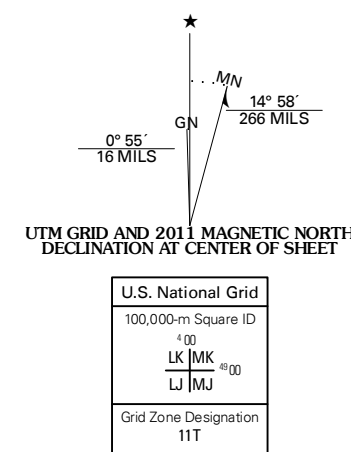 ★
MN
14° 58´
266 MILS
GN
0° 55´
16 MILS
UTM GRID AND 2011 MAGNETIC NORTH
DECLINATION AT CENTER OF SHEET
U.S. National Grid
100,000-m Square ID
4 00
LK MK
49 00
LJ MJ
Grid Zone Designation
11T